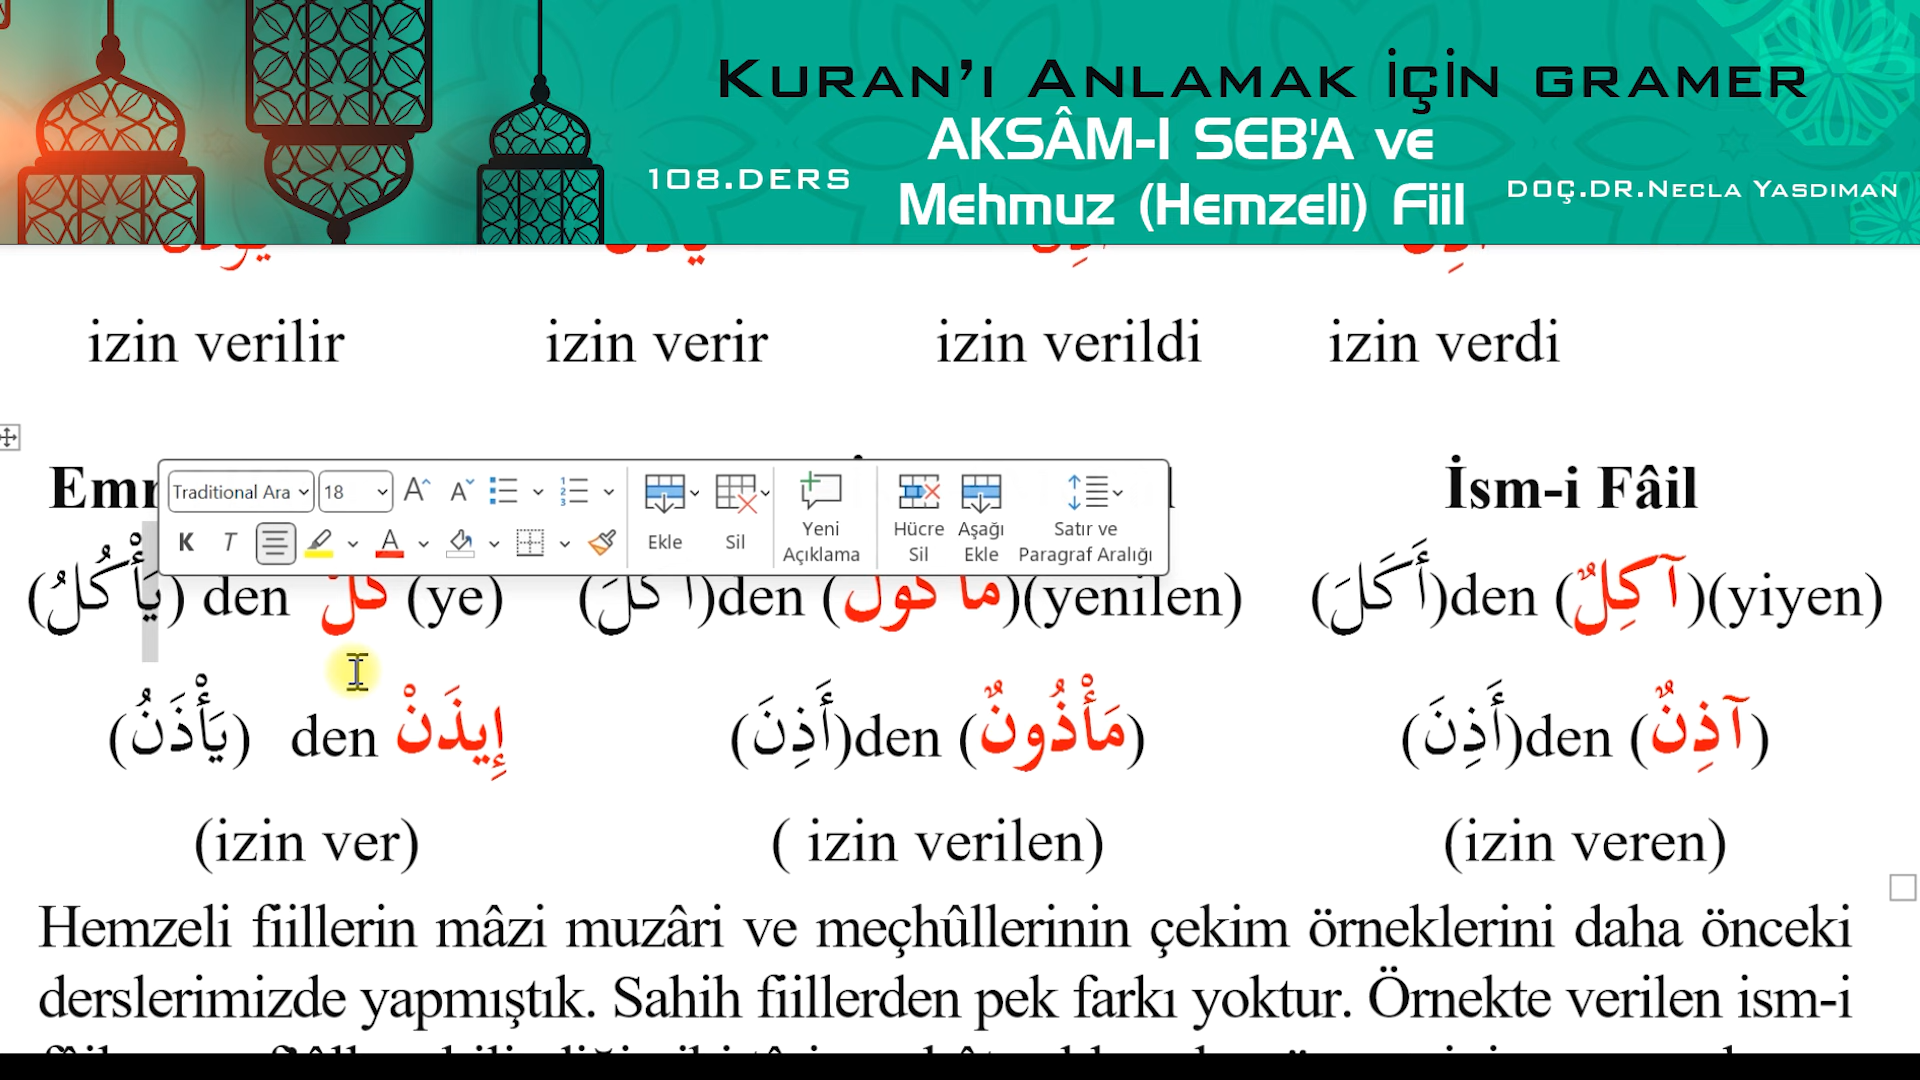 KURAN'I ANLAMAK İÇİN GRAMER
AKSÂM-I SEB'A ve
108.DERS
Mehmuz (Hemzeli) Fiil
DOÇ.DR.NECLA YASDIMAN
izin verilir izin verir izin verildi izin verdi
Emr İsm-i Fâil
Traditional Ara 18
K T
Ekle Sil Yeni Açıklama Hücre Sil Aşağı Ekle Satır ve Paragraf Aralığı
(يَأْكُلُ) den كُلْ (ye) (أَكَلَ)den (مأكول)(yenilen) (أَكَلَ)den (آكِلٌ)(yiyen)
(يَأْذَنُ) den إِيذَنْ (أَذِنَ)den (مَأْذُونٌ) (أَذِنَ)den (آذِنٌ)
(izin ver) ( izin verilen) (izin veren)
Hemzeli fiillerin mâzi muzâri ve meçhûllerinin çekim örneklerini daha önceki
derslerimizde yapmıştık. Sahih fiillerden pek farkı yoktur. Örnekte verilen ism-i